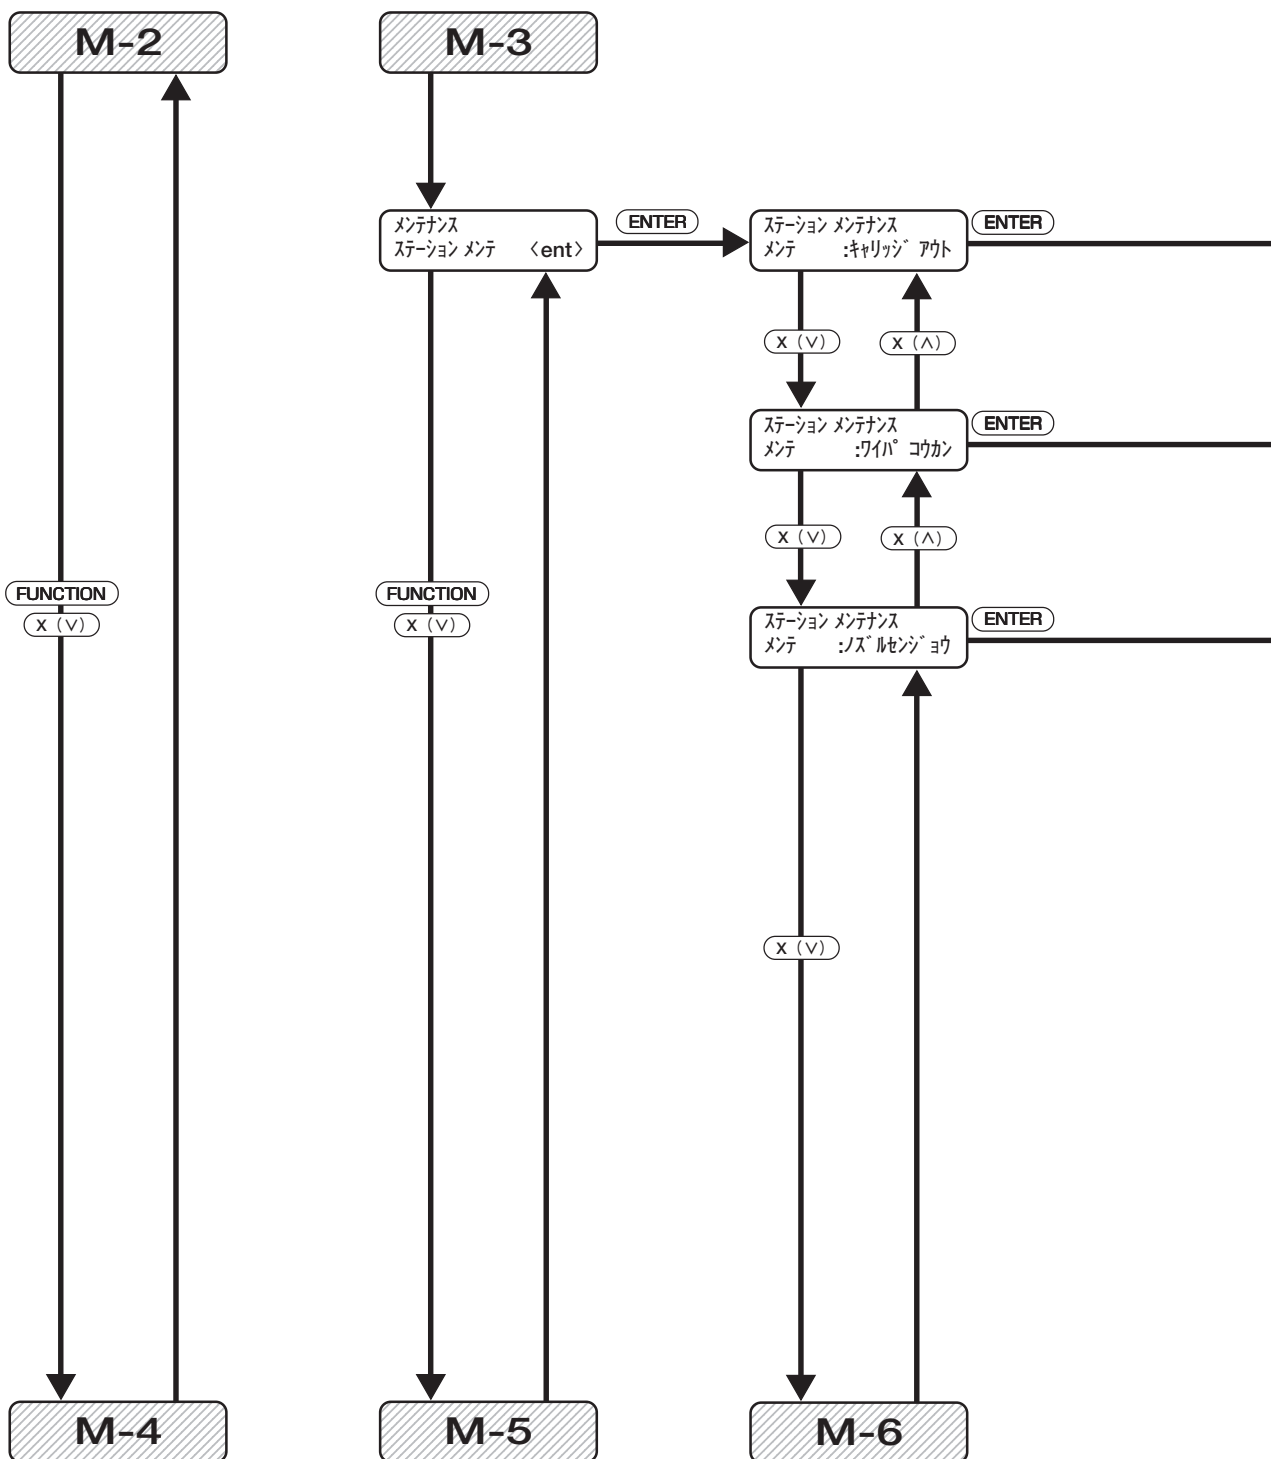 M-2
M-3
メンテナンス
ステーション メンテ 〈ent〉
ENTER
ステーション メンテナンス
メンテ :キャリッジ アウト
ENTER
x (∨)
x (∧)
ステーション メンテナンス
メンテ :ワイパ コウカン
ENTER
x (∨)
x (∧)
FUNCTION
x (∨)
FUNCTION
x (∨)
ステーション メンテナンス
メンテ :ノズルセンジョウ
ENTER
x (∨)
M-4
M-5
M-6